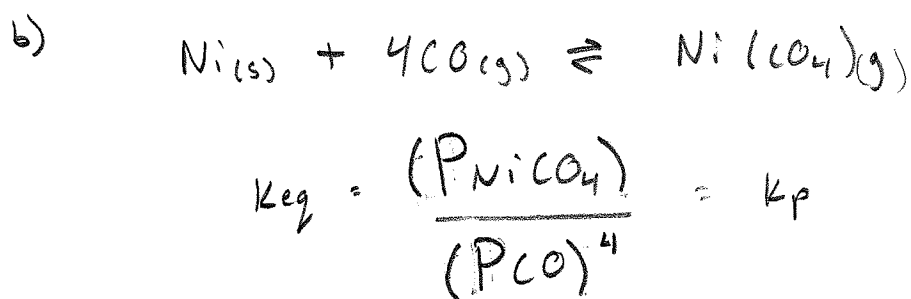 b) Ni(s) + 4CO(g) ⇌ Ni(CO4)(g)
Keq = (PNiCO4) / (PCO)^4 = Kp